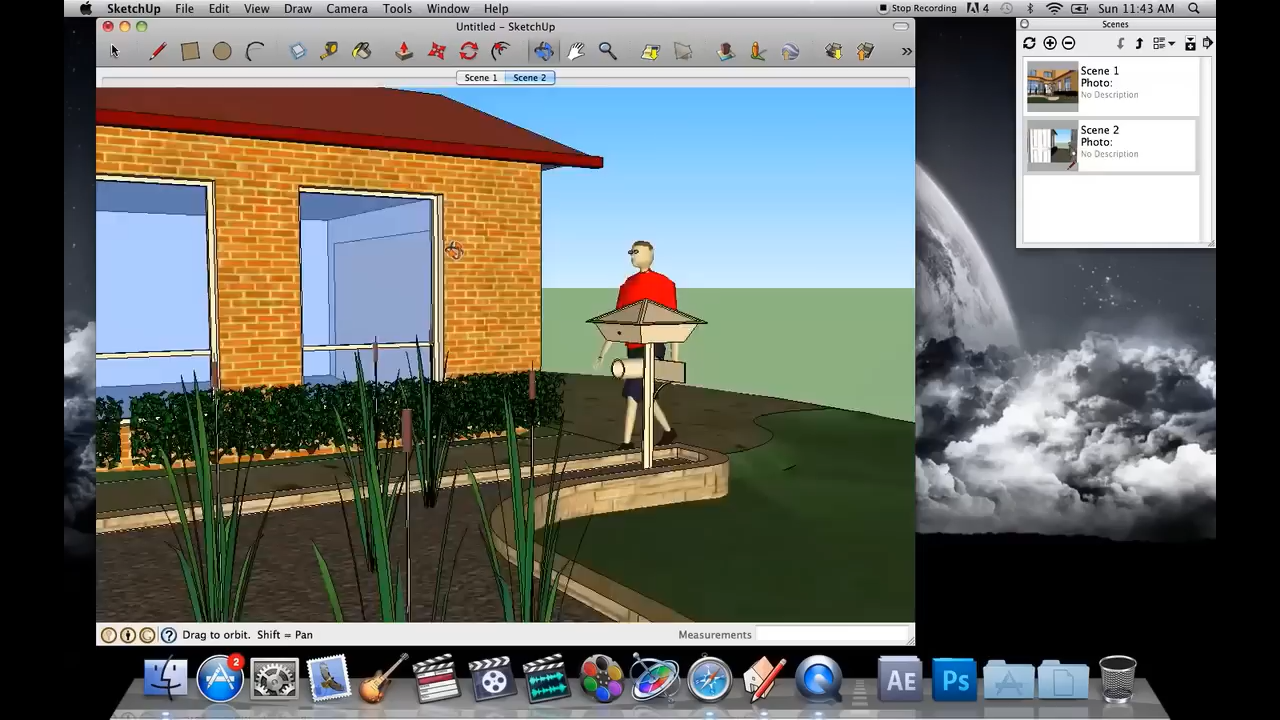 SketchUp File Edit View Draw Camera Tools Window Help
Stop Recording 4 Sun 11:43 AM
Untitled - SketchUp
Scenes
Scene 1 Scene 2
Scene 1
Photo:
No Description
Scene 2
Photo:
No Description
Drag to orbit. Shift = Pan
Measurements
2
AE
Ps